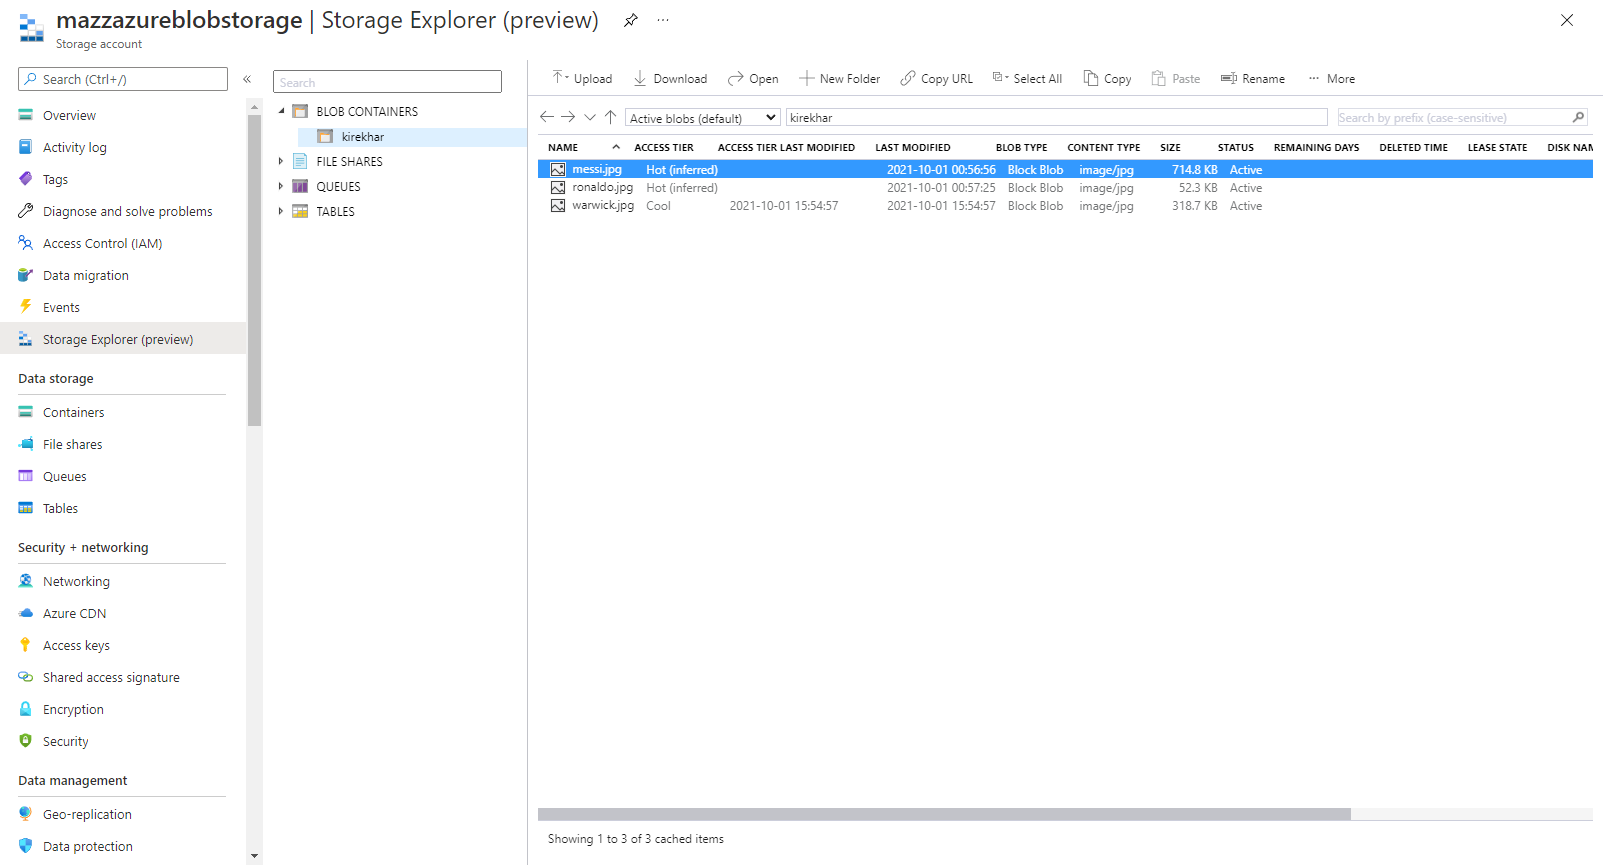 mazzazureblobstorage | Storage Explorer (preview)
Storage account
Search (Ctrl+/)
Overview
Activity log
Tags
Diagnose and solve problems
Access Control (IAM)
Data migration
Events
Storage Explorer (preview)
Data storage
Containers
File shares
Queues
Tables
Security + networking
Networking
Azure CDN
Access keys
Shared access signature
Encryption
Security
Data management
Geo-replication
Data protection
Search
BLOB CONTAINERS
kirekhar
FILE SHARES
QUEUES
TABLES
Upload Download Open New Folder Copy URL Select All Copy Paste Rename ··· More
Active blobs (default) kirekhar Search by prefix (case-sensitive)
NAME ACCESS TIER ACCESS TIER LAST MODIFIED LAST MODIFIED BLOB TYPE CONTENT TYPE SIZE STATUS REMAINING DAYS DELETED TIME LEASE STATE DISK NAM
messi.jpg Hot (inferred) 2021-10-01 00:56:56 Block Blob image/jpg 714.8 KB Active
ronaldo.jpg Hot (inferred) 2021-10-01 00:57:25 Block Blob image/jpg 52.3 KB Active
warwick.jpg Cool 2021-10-01 15:54:57 2021-10-01 15:54:57 Block Blob image/jpg 318.7 KB Active
Showing 1 to 3 of 3 cached items